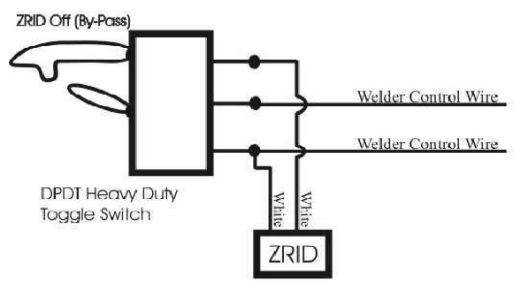 ZRID Off (By-Pass)
Welder Control Wire
Welder Control Wire
DPDT Heavy Duty
Toggle Switch
White
White
ZRID